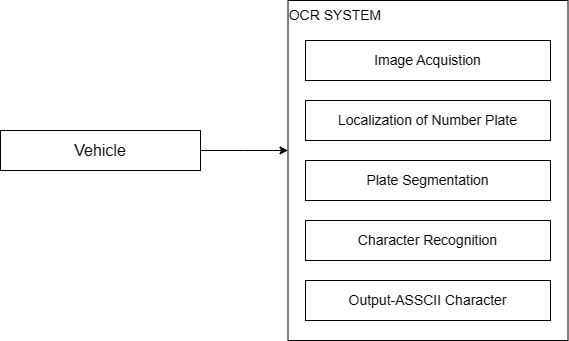 OCR SYSTEM
Image Acquistion
Localization of Number Plate
Vehicle
Plate Segmentation
Character Recognition
Output-ASSCII Character